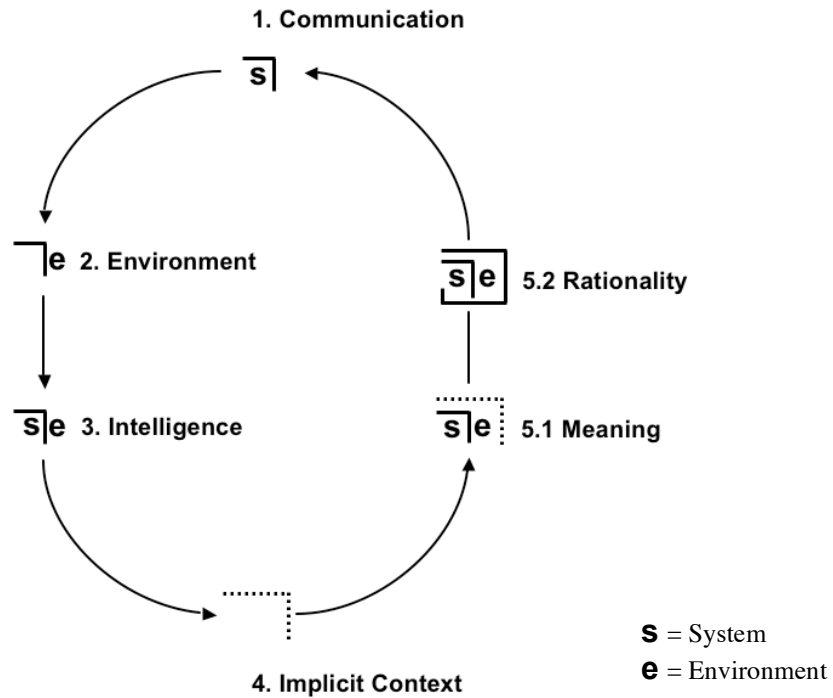 1. Communication
s
e 2. Environment
s e 5.2 Rationality
s e 3. Intelligence
s e 5.1 Meaning
4. Implicit Context
s = System
e = Environment